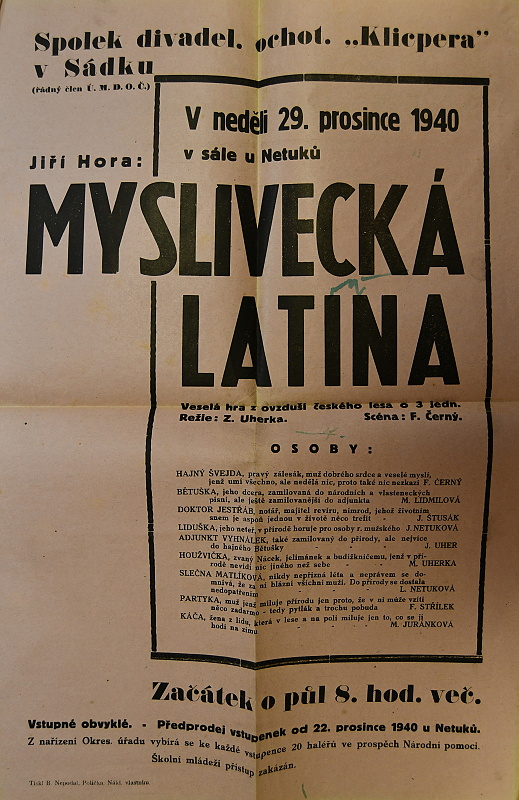 Spolek divadel. ochot. „Klicpera"
v Sádku
(řádný člen Ú. M. D. O. Č.)
V neděli 29. prosince 1940
v sále u Netuků
Jiří Hora:
MYSLIVECKÁ
LATINA
Veselá hra z ovzduší českého lesa o 3 jedn.
Režie: Z. Uherka. Scéna: F. Černý.
OSOBY:
HAJNÝ ŠVEJDA, pravý zálesák, muž dobrého srdce a veselé mysli,
jenž umí všechno, ale nedělá nic, proto také nic nezkazí F. ČERNÝ
BĚTUŠKA, jeho dcera, zamilovaná do národních a vlasteneckých
písní, ale ještě zamilovanější do adjunkta M. LIDMILOVÁ
DOKTOR JESTŘÁB, notář, majitel revíru, nimrod, jehož životním
snem je aspoň jednou v životě něco trefit - J. ŠTUSÁK
LIDUŠKA, jeho neteř, v přírodě horuje pro osoby r. mužského J. NETUKOVÁ
ADJUNKT VYHNÁLEK, také zamilovaný do přírody, ale nejvíce
do hajného Bětušky - - - - J. UHER
HOUŽVIČKA, zvaný Nácek, jelimánek a budižkničemu, jenž v pří-
rodě nevidí nic jiného než sebe - - M. UHERKA
SLEČNA MATLÍKOVÁ, nikdy nepřízná léta a neprávem se do-
mnívá, že za ní blázní všichni muži. Do přírody se dostala
nedopatřením - - - - L. NETUKOVÁ
PARTYKA, muž jenž miluje přírodu jen proto, že v ní může vzíti
něco zadarmo - tedy pytlák a trochu pobuda F. STŘÍLEK
KÁČA, žena z lidu, která v lese a na poli miluje jen to, co se jí
hodí na zimu - - - - M. JURÁNKOVÁ
Začátek o půl 8. hod. več.
Vstupné obvyklé. - Předprodej vstupenek od 22. prosince 1940 u Netuků.
Z nařízení Okres. úřadu vybírá se ke každé vstupence 20 haléřů ve prospěch Národní pomoci.
Školní mládeži přístup zakázán.
Tiskl B. Nepodal, Polička. Nákl. vlastním.